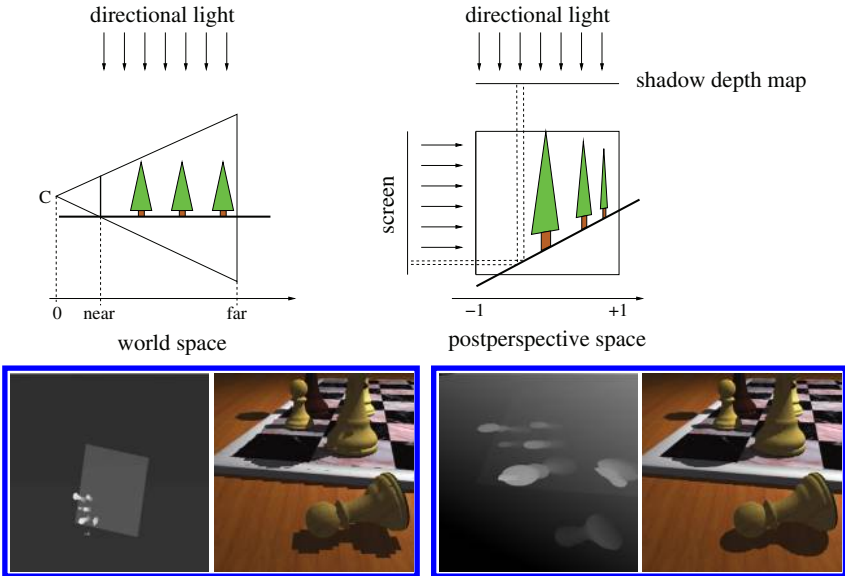 directional light
C
0 near far
world space
directional light
shadow depth map
screen
−1 +1
postperspective space